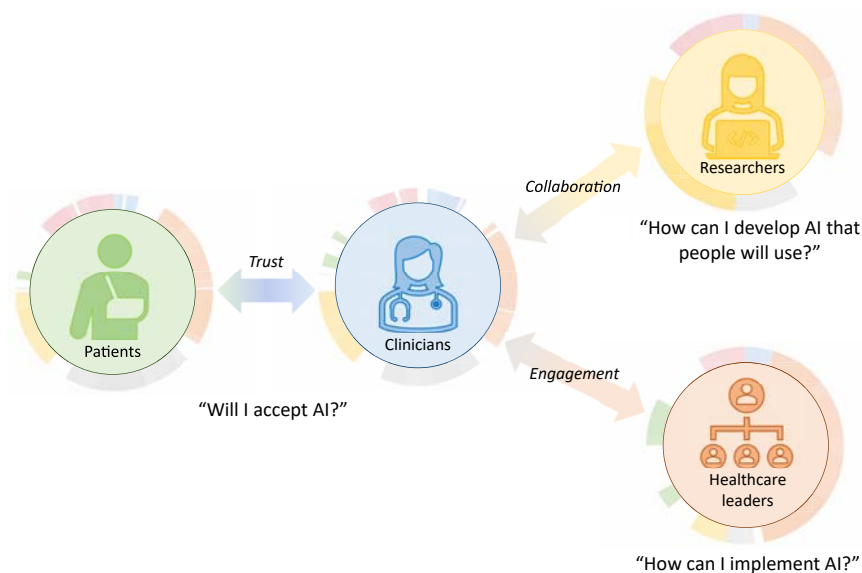 Researchers
Collaboration
“How can I develop AI that
people will use?”
Trust
Patients
Clinicians
Engagement
“Will I accept AI?”
Healthcare
leaders
“How can I implement AI?”